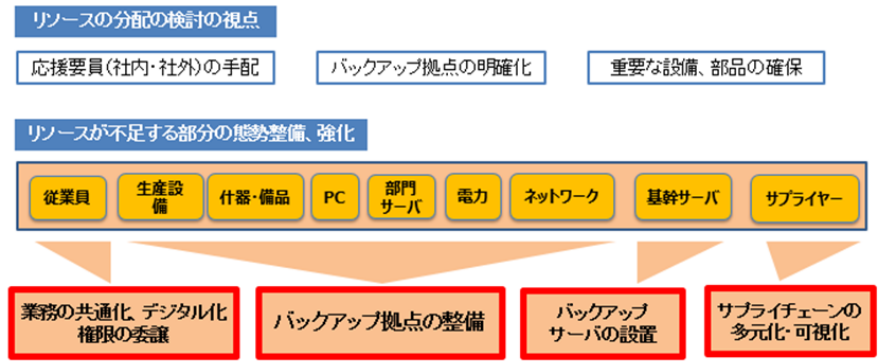 リソースの分配の検討の視点
応援要員(社内・社外)の手配
バックアップ拠点の明確化
重要な設備、部品の確保
リソースが不足する部分の態勢整備、強化
従業員
生産設
備
什器・備品
PC
部門
サーバ
電力
ネットワーク
基幹サーバ
サプライヤー
業務の共通化、デジタル化
権限の委譲
バックアップ拠点の整備
バックアップ
サーバの設置
サプライチェーンの
多元化・可視化